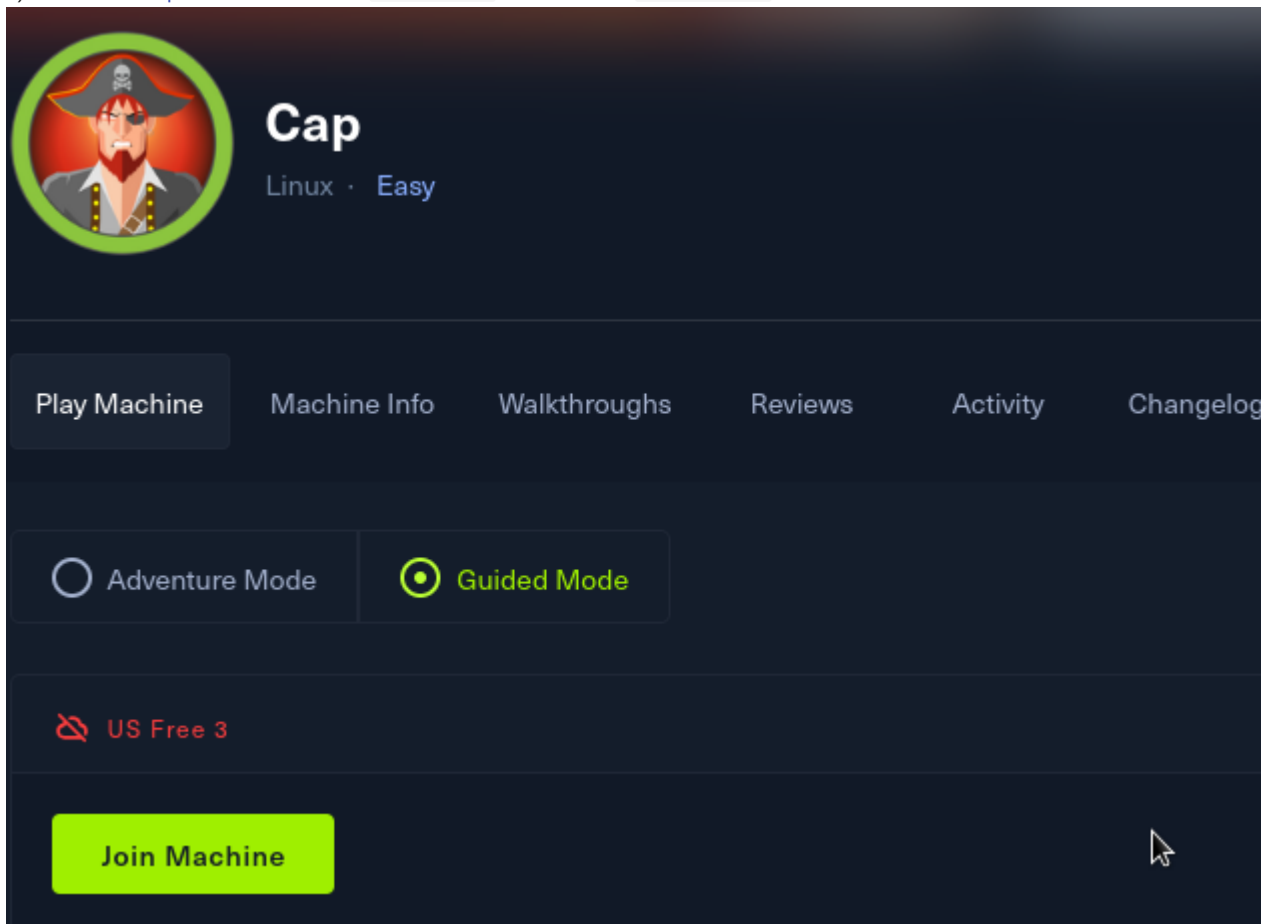 Cap
Linux · Easy
Play Machine Machine Info Walkthroughs Reviews Activity Changelog
Adventure Mode Guided Mode
US Free 3
Join Machine